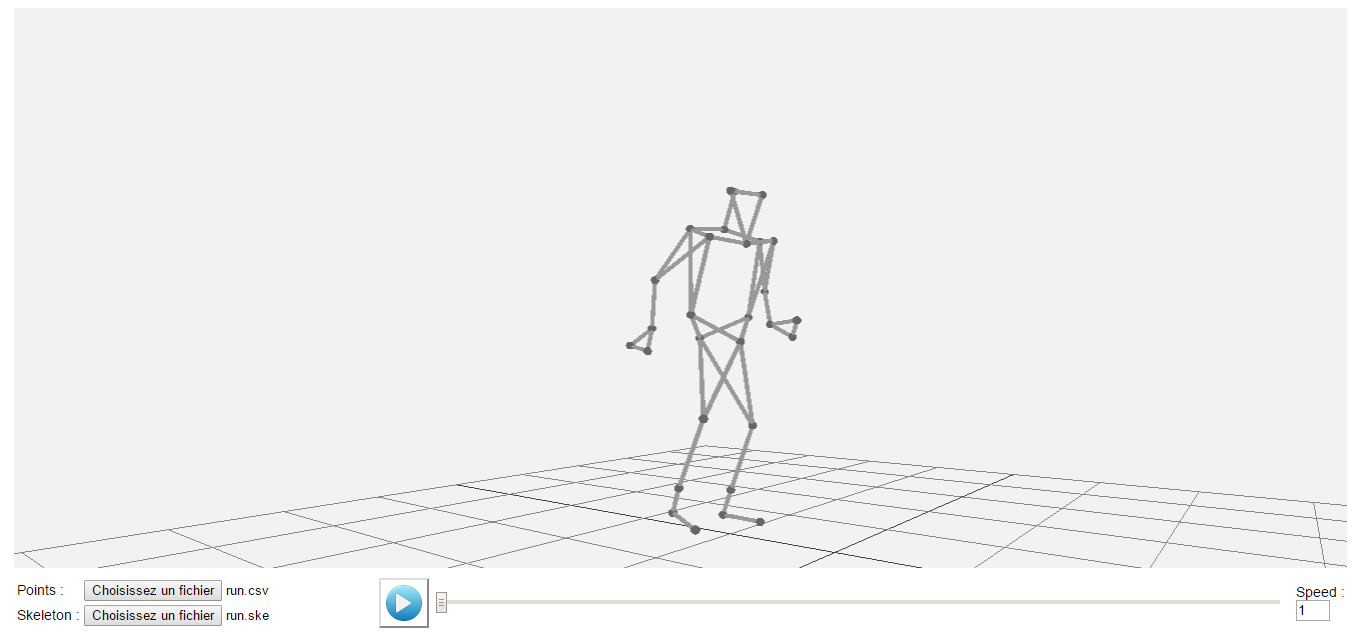 Points : Choisissez un fichier run.csv
Skeleton : Choisissez un fichier run.ske
Speed :
1